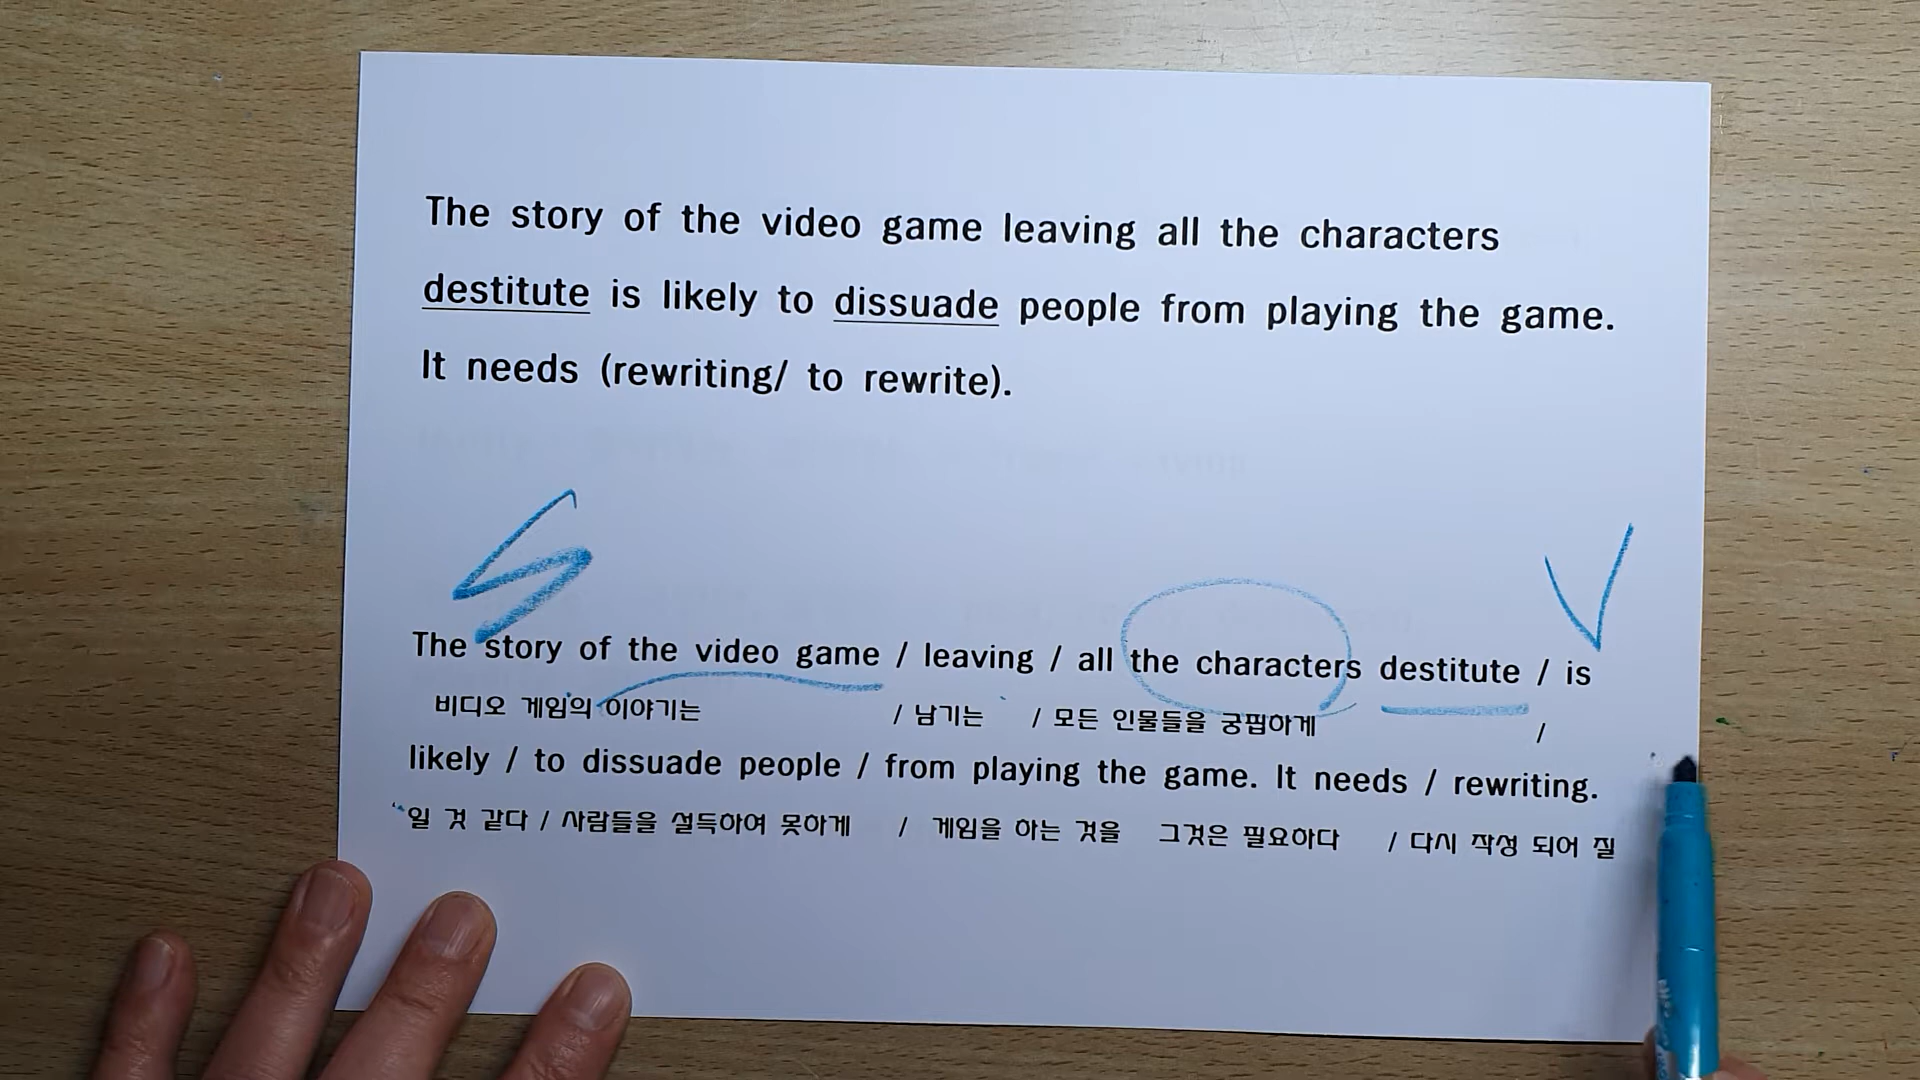 The story of the video game leaving all the characters
destitute is likely to dissuade people from playing the game.
It needs (rewriting/ to rewrite).
S V
The story of the video game / leaving / all the characters destitute / is
비디오 게임의 이야기는 / 남기는 / 모든 인물들을 궁핍하게 /
likely / to dissuade people / from playing the game. It needs / rewriting.
일 것 같다 / 사람들을 설득하여 못하게 / 게임을 하는 것을 그것은 필요하다 / 다시 작성 되어 질